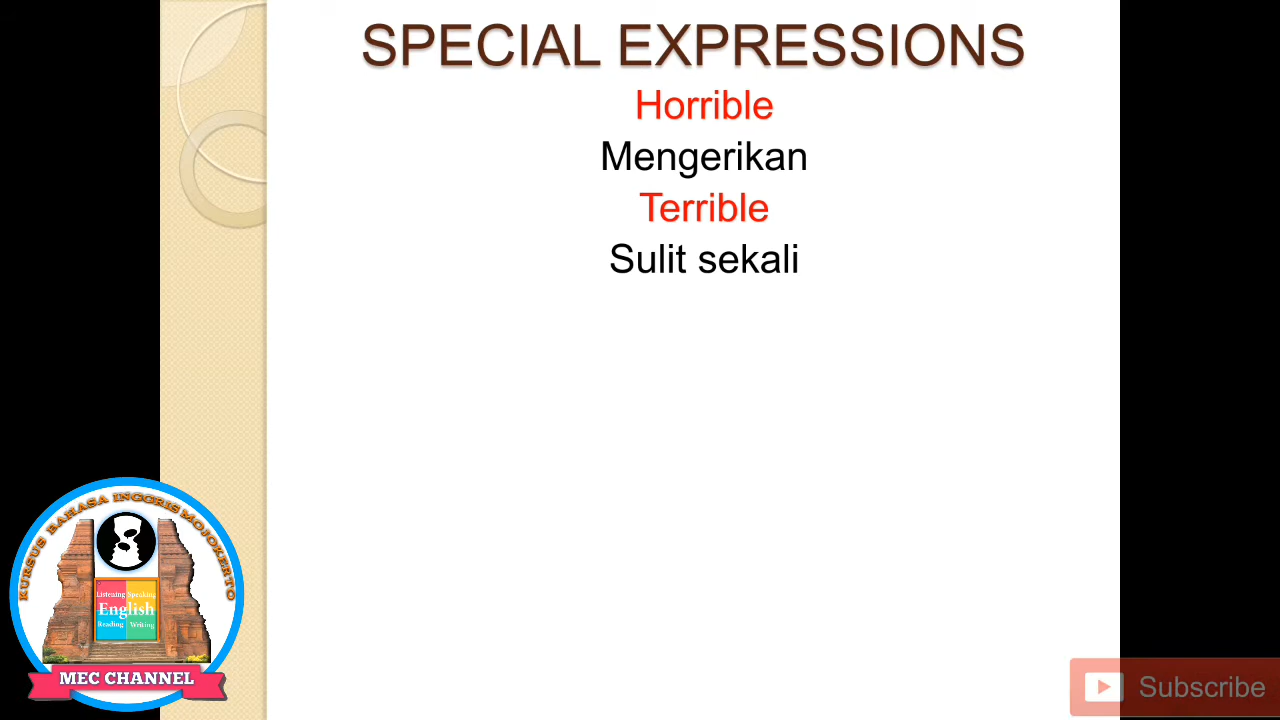 SPECIAL EXPRESSIONS
Horrible
Mengerikan
Terrible
Sulit sekali
KURSUS BAHASA INGGRIS MOJOKERTO
Listening Speaking
English
Reading Writing
MEC CHANNEL
Subscribe